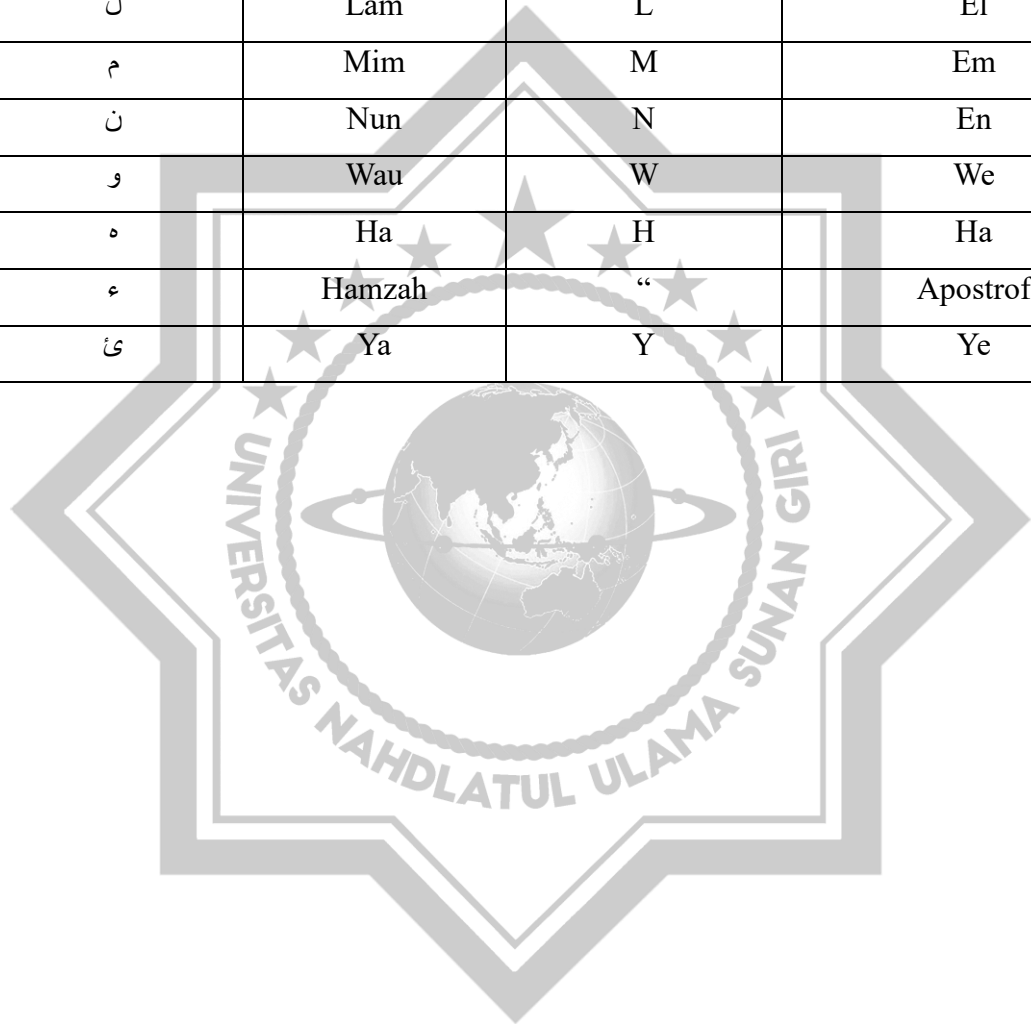 ل Lam L El
م Mim M Em
ن Nun N En
و Wau W We
ه Ha H Ha
ء Hamzah “ Apostrof
ئ Ya Y Ye
UNIVERSITAS NAHDLATUL ULAMA SUNAN GIRI